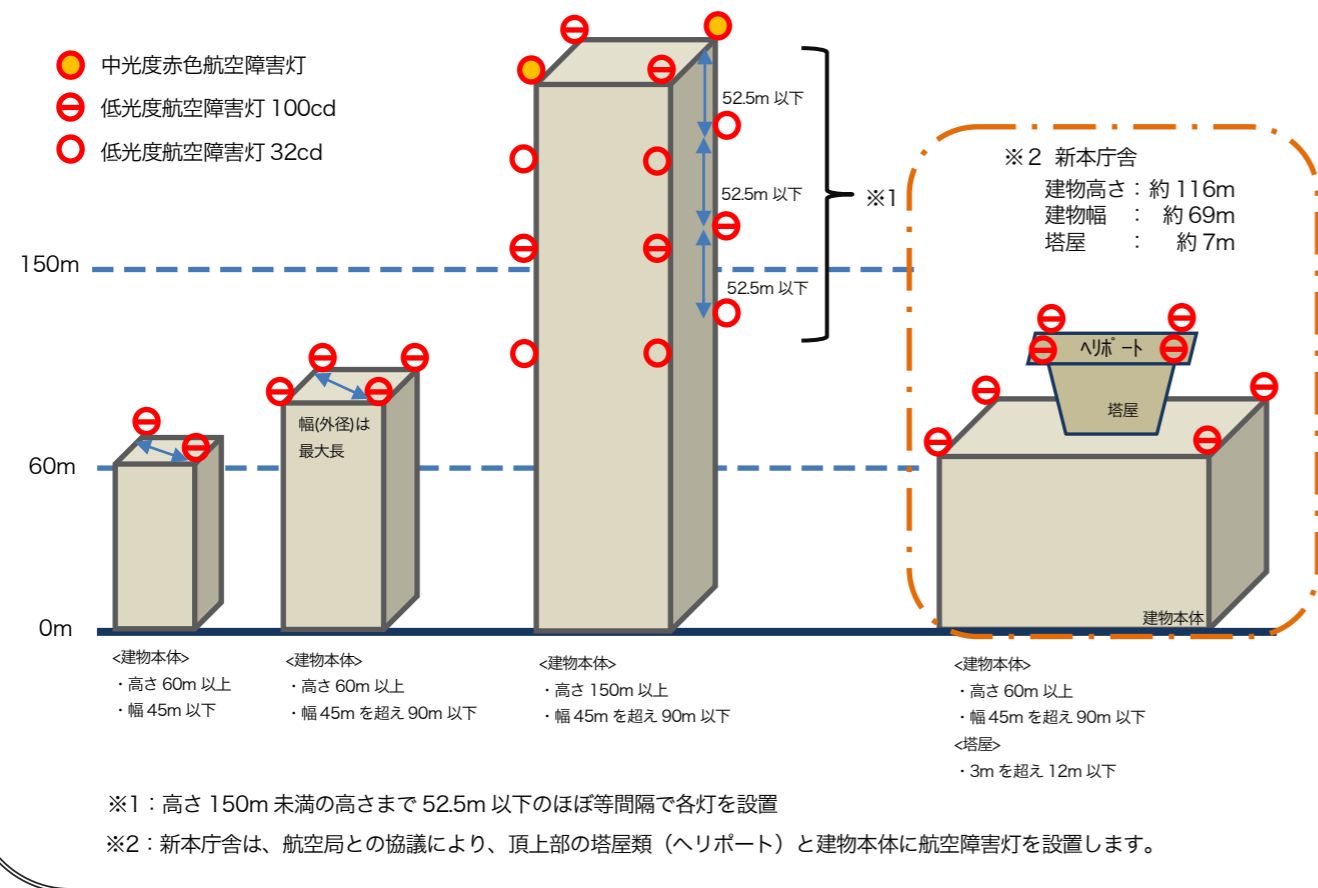 中光度赤色航空障害灯
低光度航空障害灯 100cd
低光度航空障害灯 32cd
52.5m 以下
52.5m 以下
52.5m 以下
※1
※2 新本庁舎
建物高さ：約 116m
建物幅 ： 約 69m
塔屋 ： 約 7m
150m
60m
0m
幅(外径)は
最大長
ヘリポート
塔屋
建物本体
<建物本体>
・高さ 60m 以上
・幅 45m 以下
<建物本体>
・高さ 60m 以上
・幅 45m を超え 90m 以下
<建物本体>
・高さ 150m 以上
・幅 45m を超え 90m 以下
<建物本体>
・高さ 60m 以上
・幅 45m を超え 90m 以下
<塔屋>
・3m を超え 12m 以下
※1：高さ 150m 未満の高さまで 52.5m 以下のほぼ等間隔で各灯を設置
※2：新本庁舎は、航空局との協議により、頂上部の塔屋類（ヘリポート）と建物本体に航空障害灯を設置します。